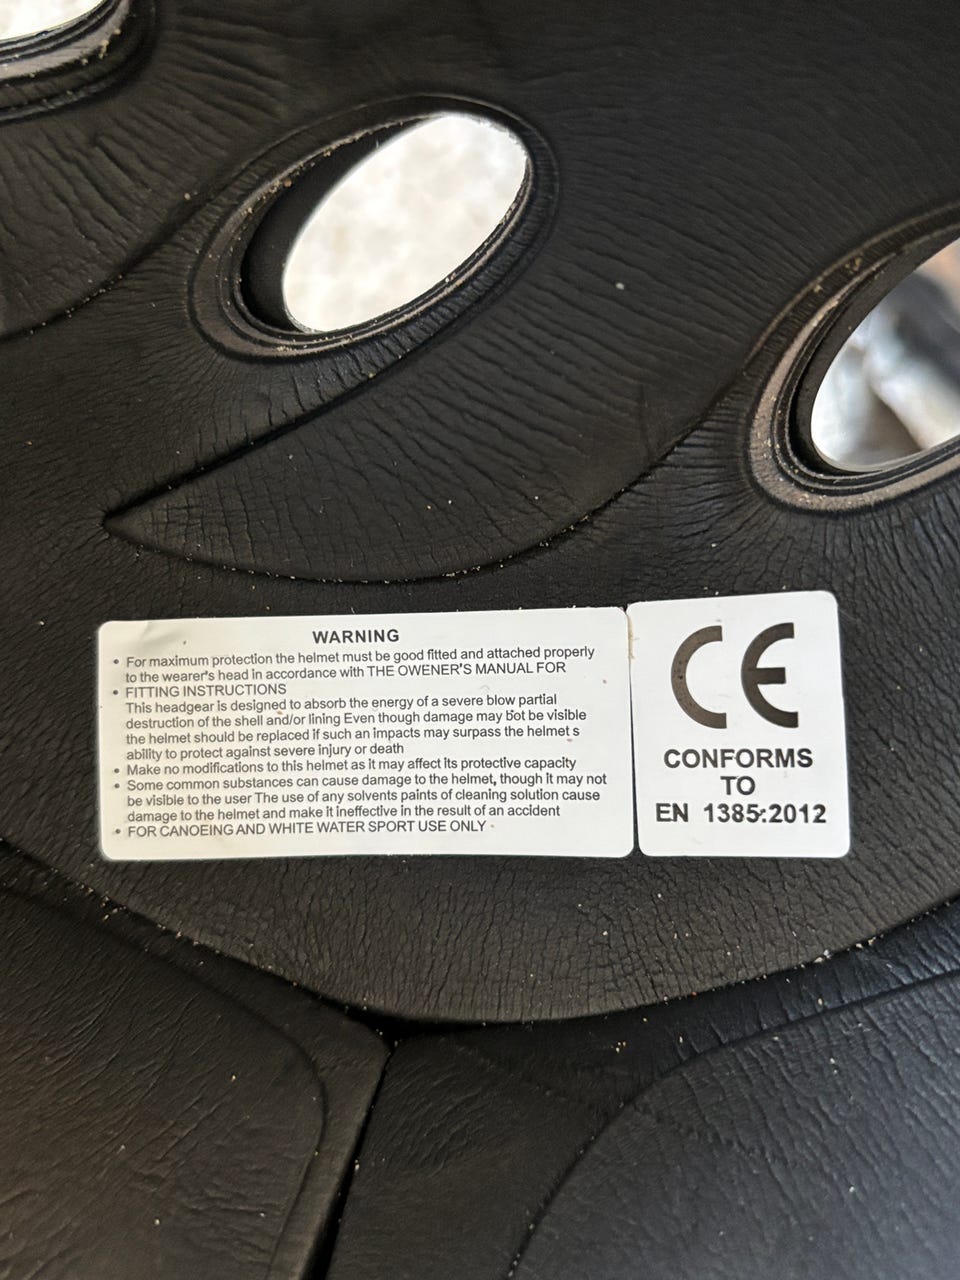 WARNING
• For maximum protection the helmet must be good fitted and attached properly
to the wearer's head in accordance with THE OWENER'S MANUAL FOR
• FITTING INSTRUCTIONS
This headgear is designed to absorb the energy of a severe blow partial
destruction of the shell and/or lining Even though damage may bot be visible
the helmet should be replaced if such an impacts may surpass the helmet s
ability to protect against severe injury or death
• Make no modifications to this helmet as it may affect its protective capacity
• Some common substances can cause damage to the helmet, though it may not
be visible to the user The use of any solvents paints of cleaning solution cause
damage to the helmet and make it ineffective in the result of an accident
• FOR CANOEING AND WHITE WATER SPORT USE ONLY
CE
CONFORMS
TO
EN 1385:2012